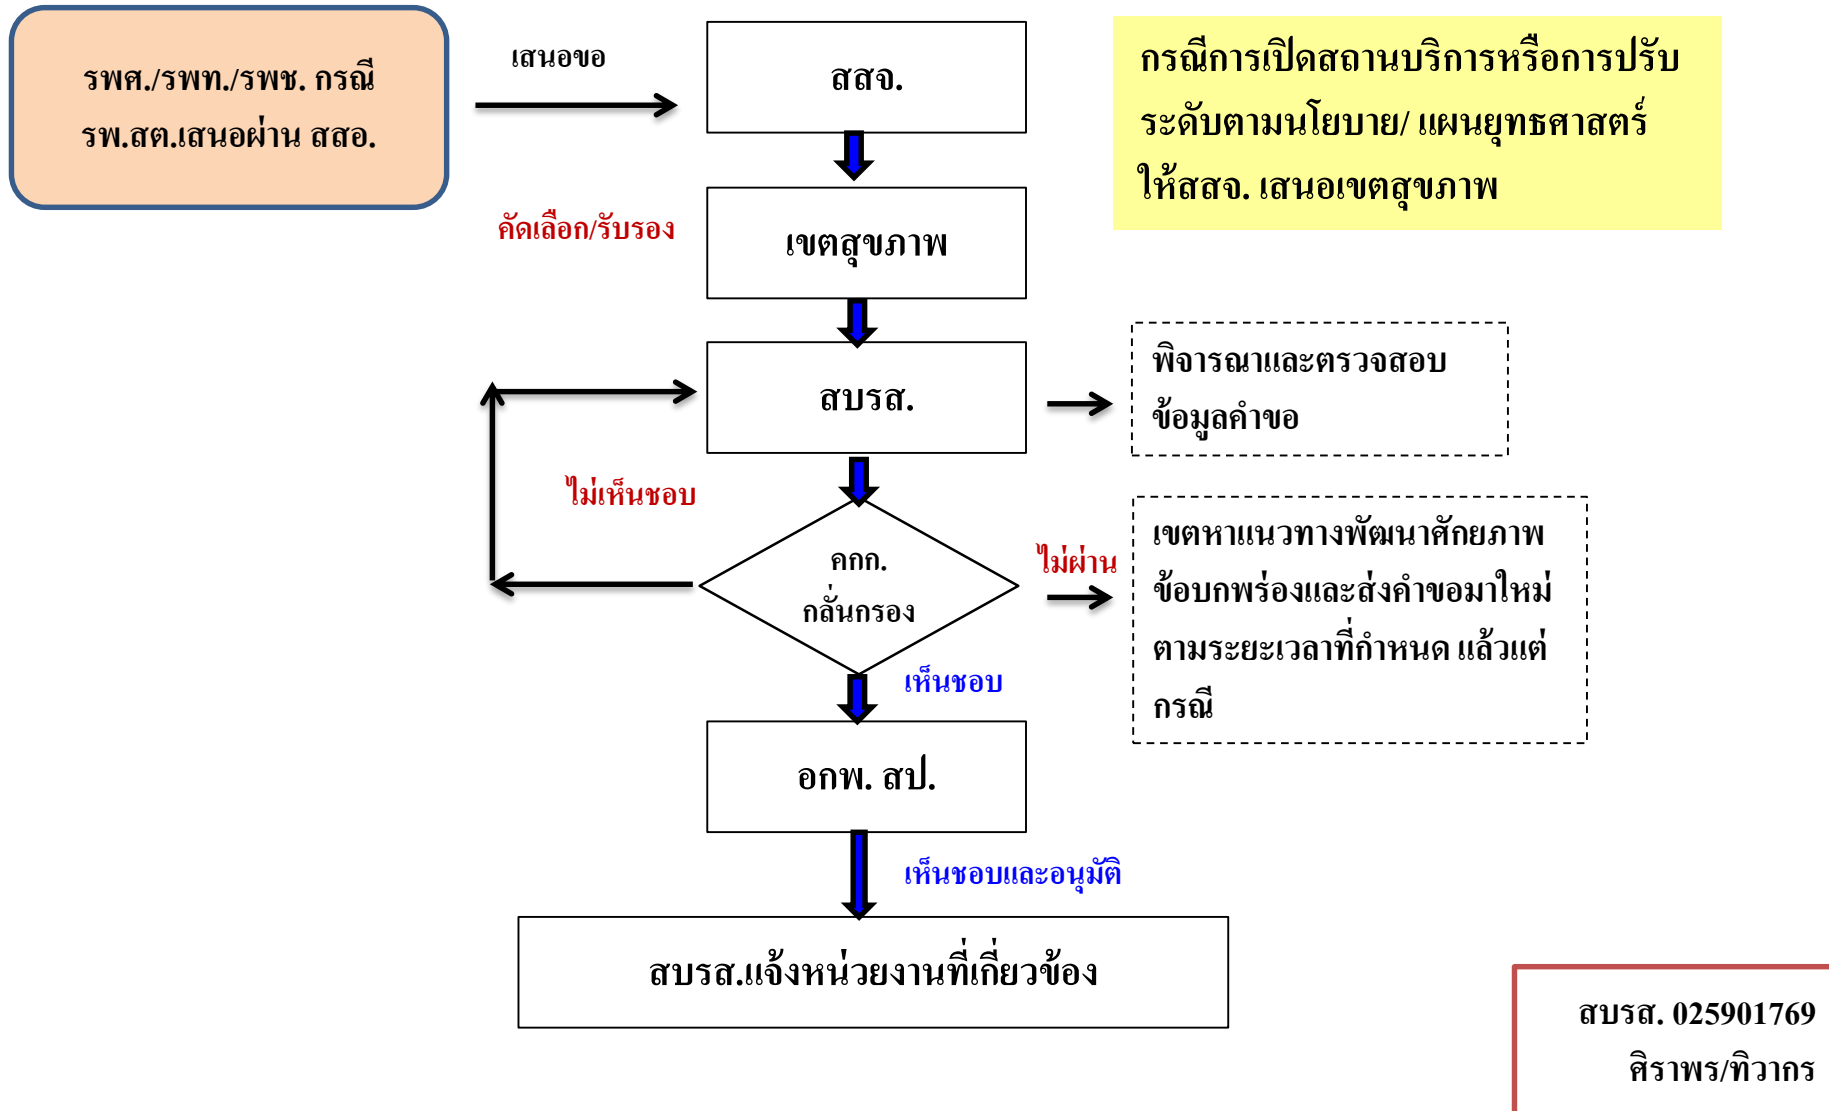 รพศ./รพท./รพช. กรณี
รพ.สต.เสนอผ่าน สสอ.
เสนอขอ
สสจ.
กรณีการเปิดสถานบริการหรือการปรับ
ระดับตามนโยบาย/ แผนยุทธศาสตร์
ให้สสจ. เสนอเขตสุขภาพ
คัดเลือก/รับรอง
เขตสุขภาพ
สบรส.
พิจารณาและตรวจสอบ
ข้อมูลคำขอ
ไม่เห็นชอบ
คกก.
กลั่นกรอง
ไม่ผ่าน
เขตหาแนวทางพัฒนาศักยภาพ
ข้อบกพร่องและส่งคำขอมาใหม่
ตามระยะเวลาที่กำหนด แล้วแต่
กรณี
เห็นชอบ
อกพ. สป.
เห็นชอบและอนุมัติ
สบรส.แจ้งหน่วยงานที่เกี่ยวข้อง
สบรส. 025901769
ศิราพร/ทิวากร